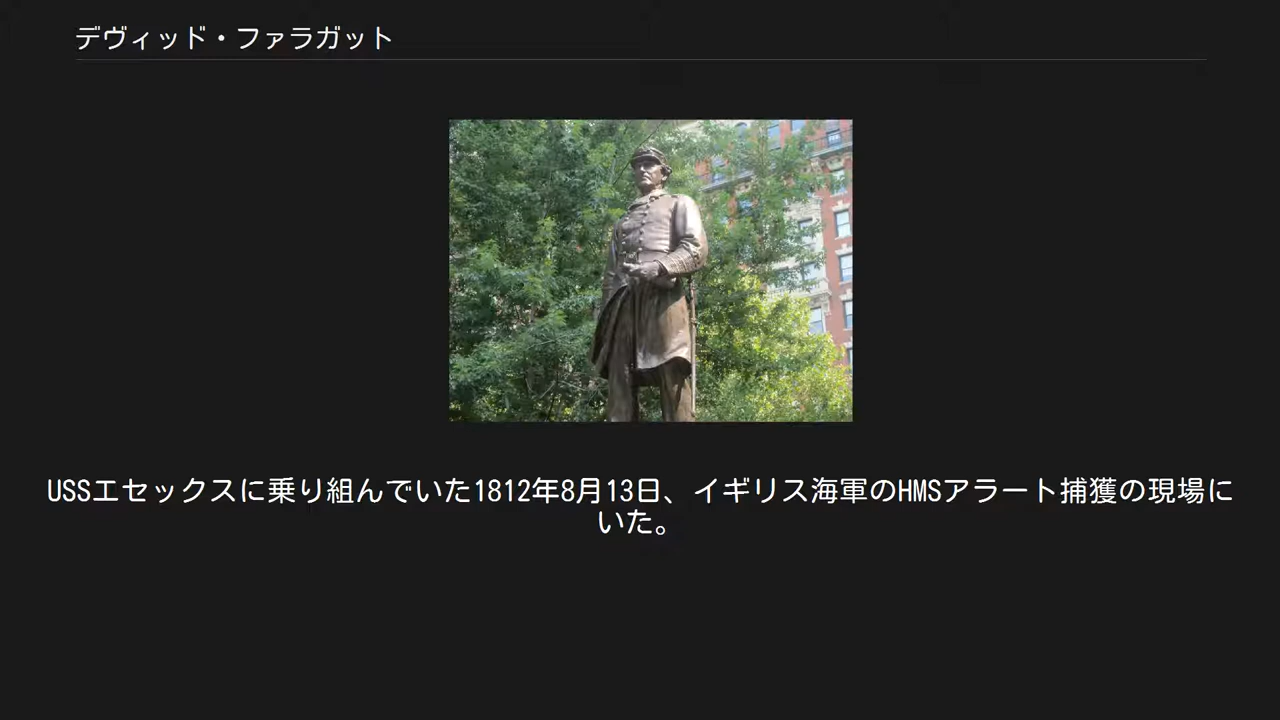 デヴィッド・ファラガット
USSエセックスに乗り組んでいた1812年8月13日、イギリス海軍のHMSアラート捕獲の現場に
いた。